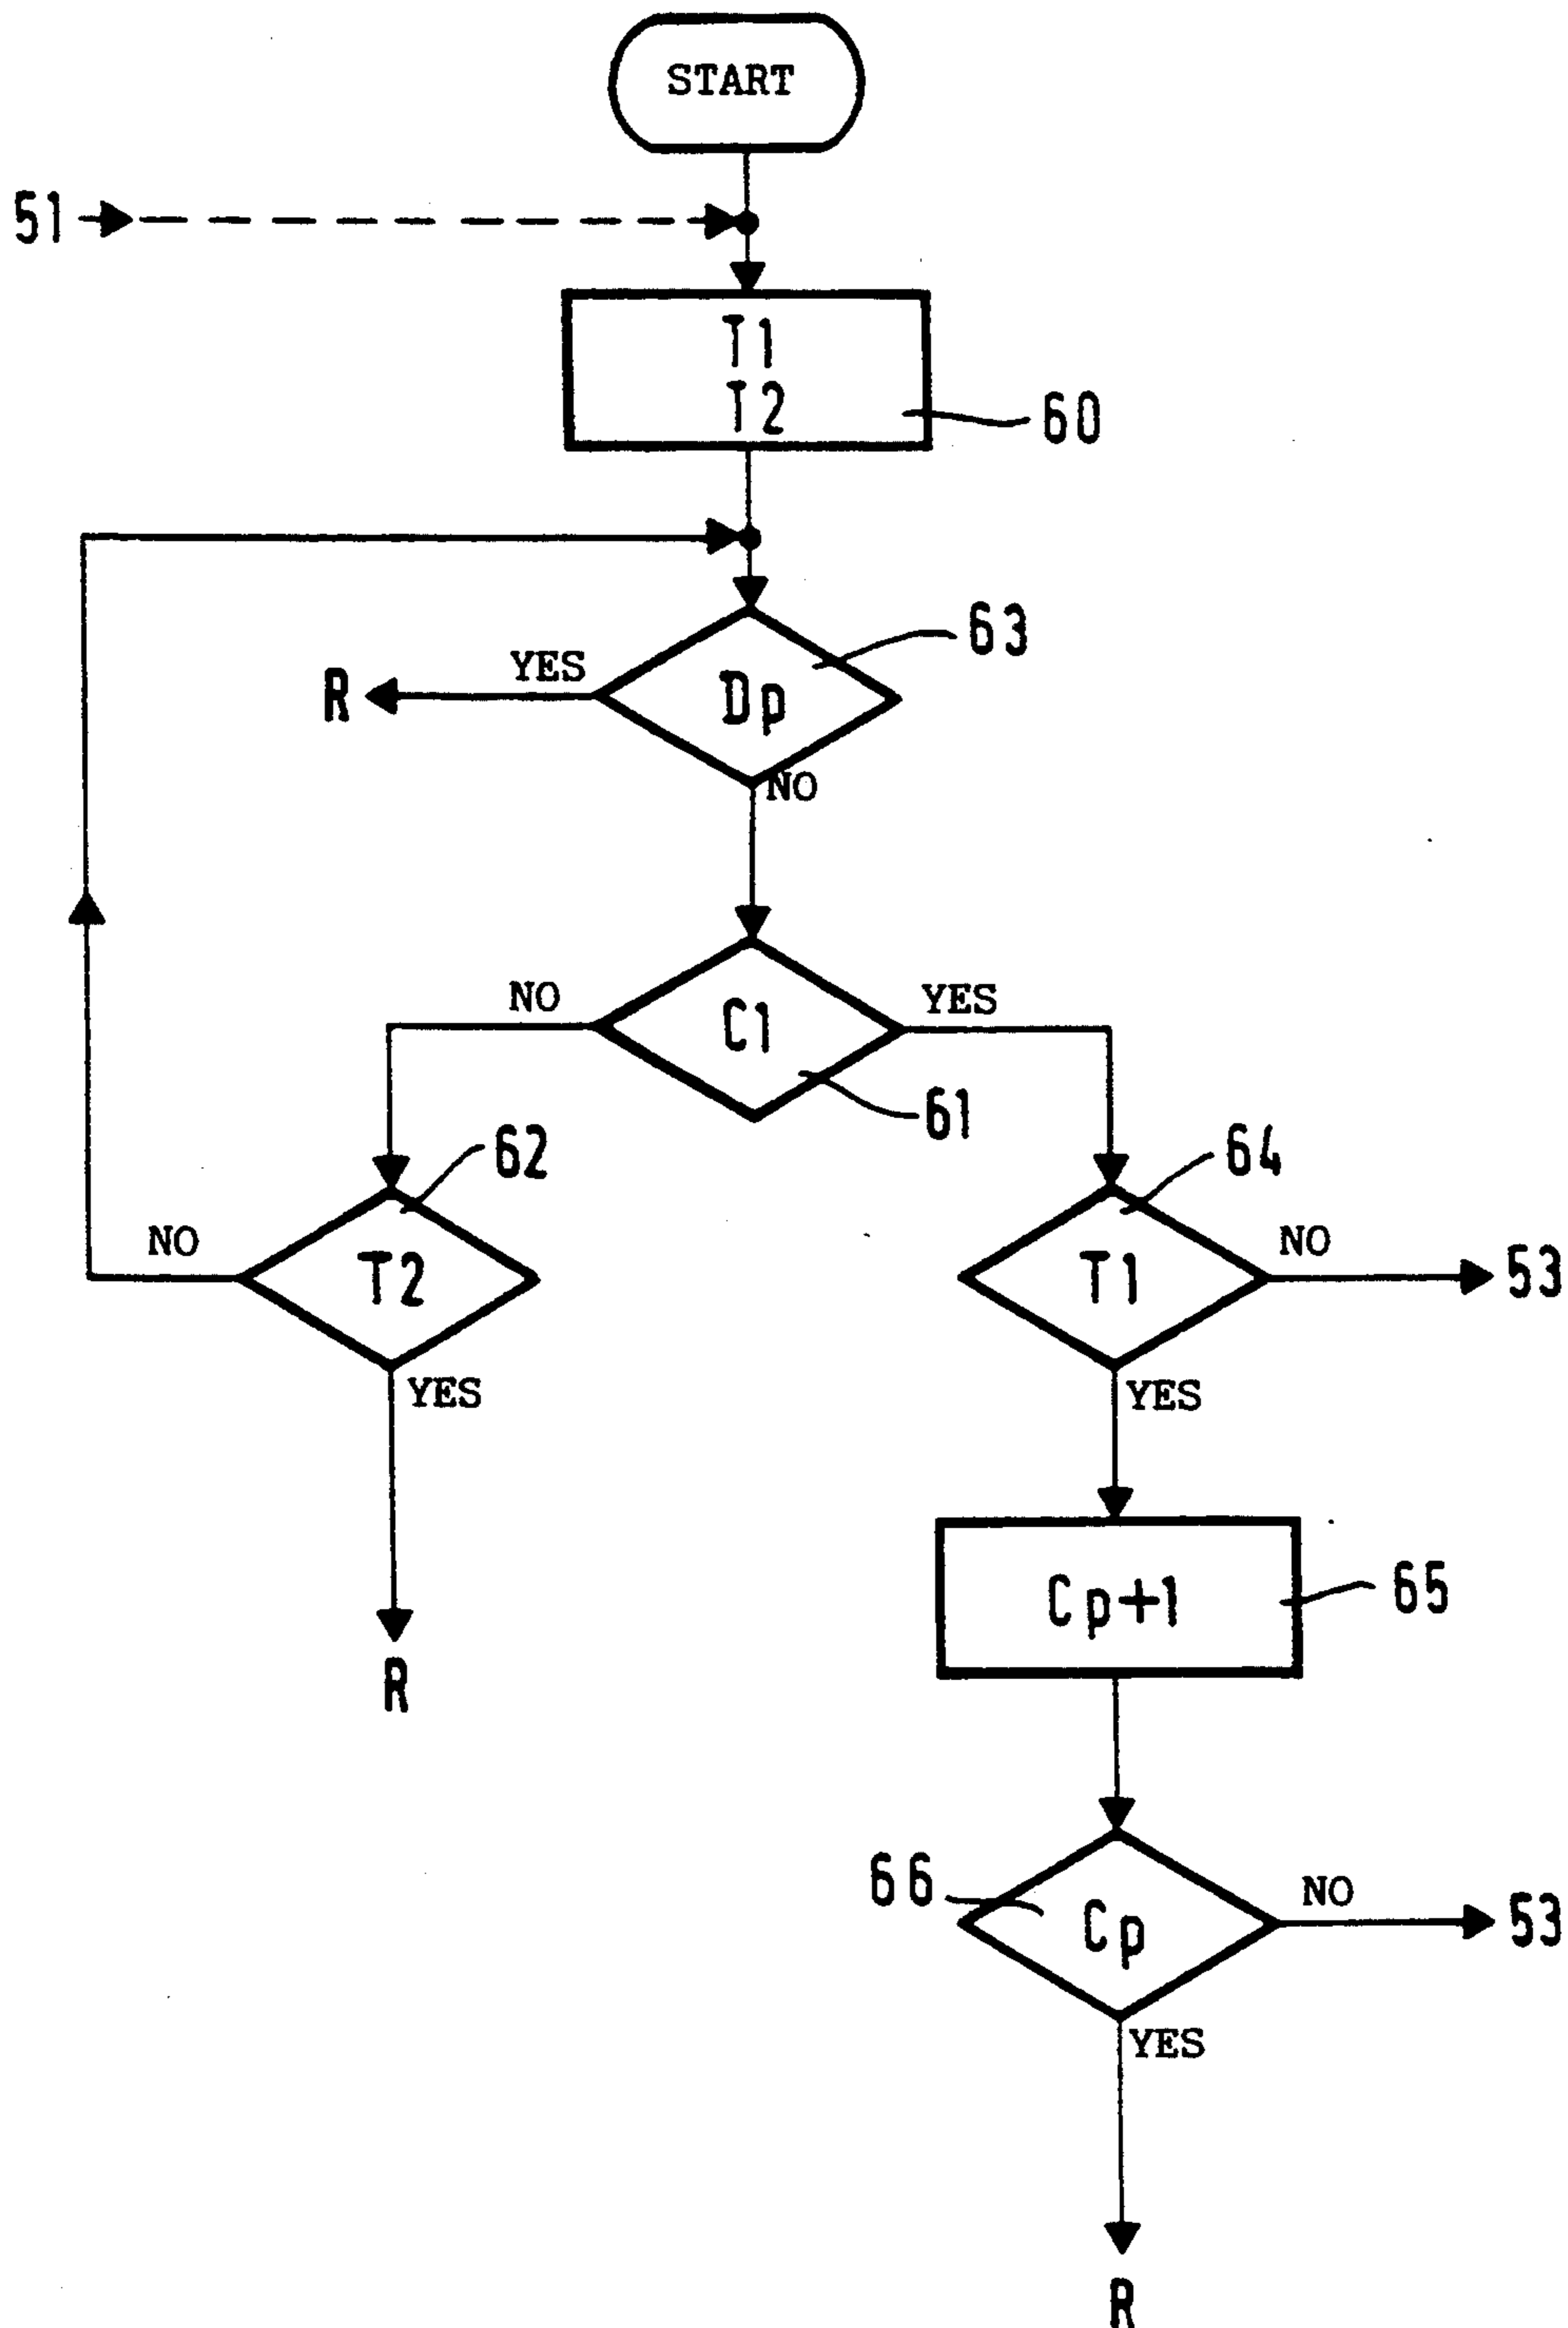 START
51
T1
T2
60
63
YES
R
Dp
NO
NO
C1
YES
61
62
64
NO
T2
T1
NO
53
YES
YES
Cp+1
65
R
66
Cp
NO
53
YES
R